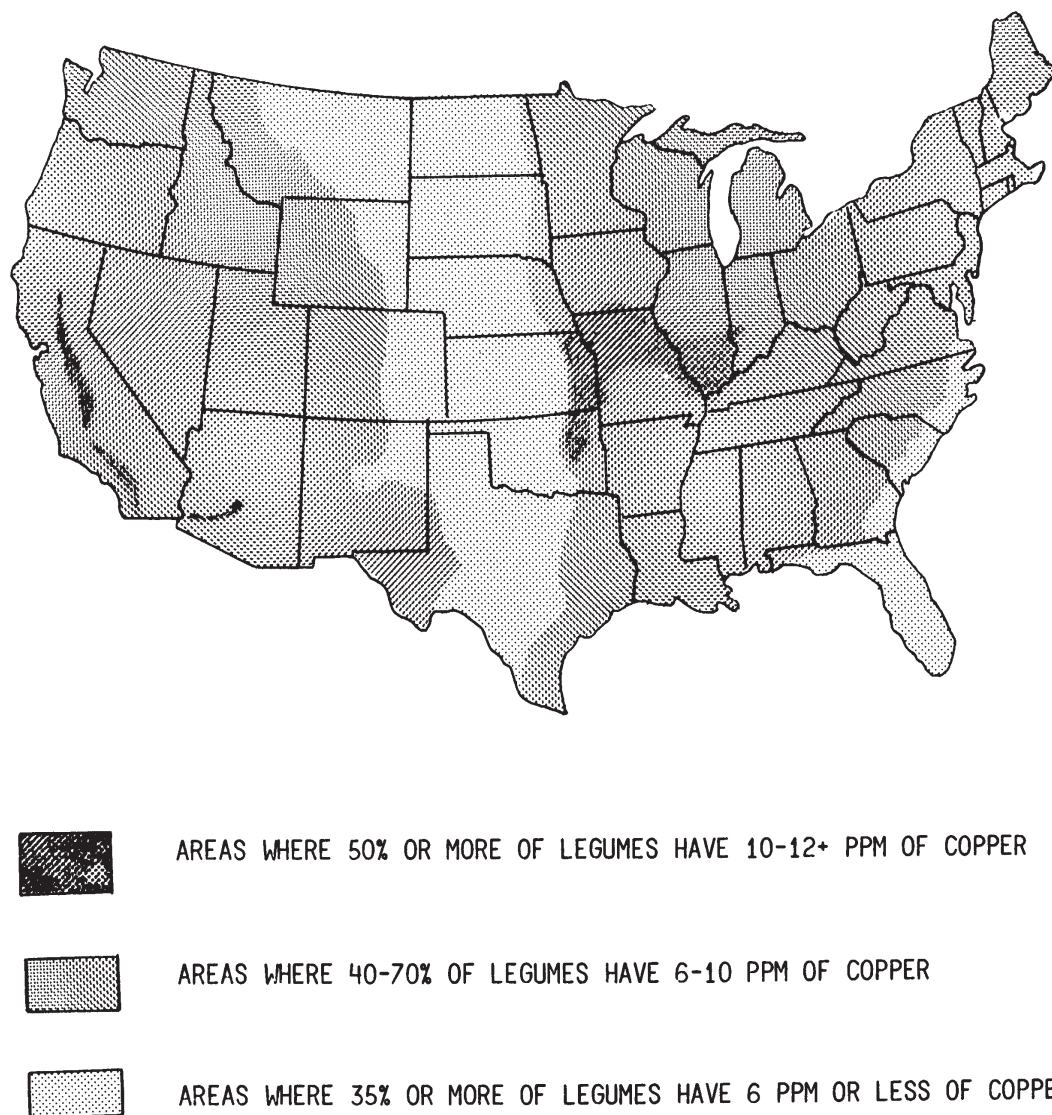 AREAS WHERE 50% OR MORE OF LEGUMES HAVE 10-12+ PPM OF COPPER
AREAS WHERE 40-70% OF LEGUMES HAVE 6-10 PPM OF COPPER
AREAS WHERE 35% OR MORE OF LEGUMES HAVE 6 PPM OR LESS OF COPPE